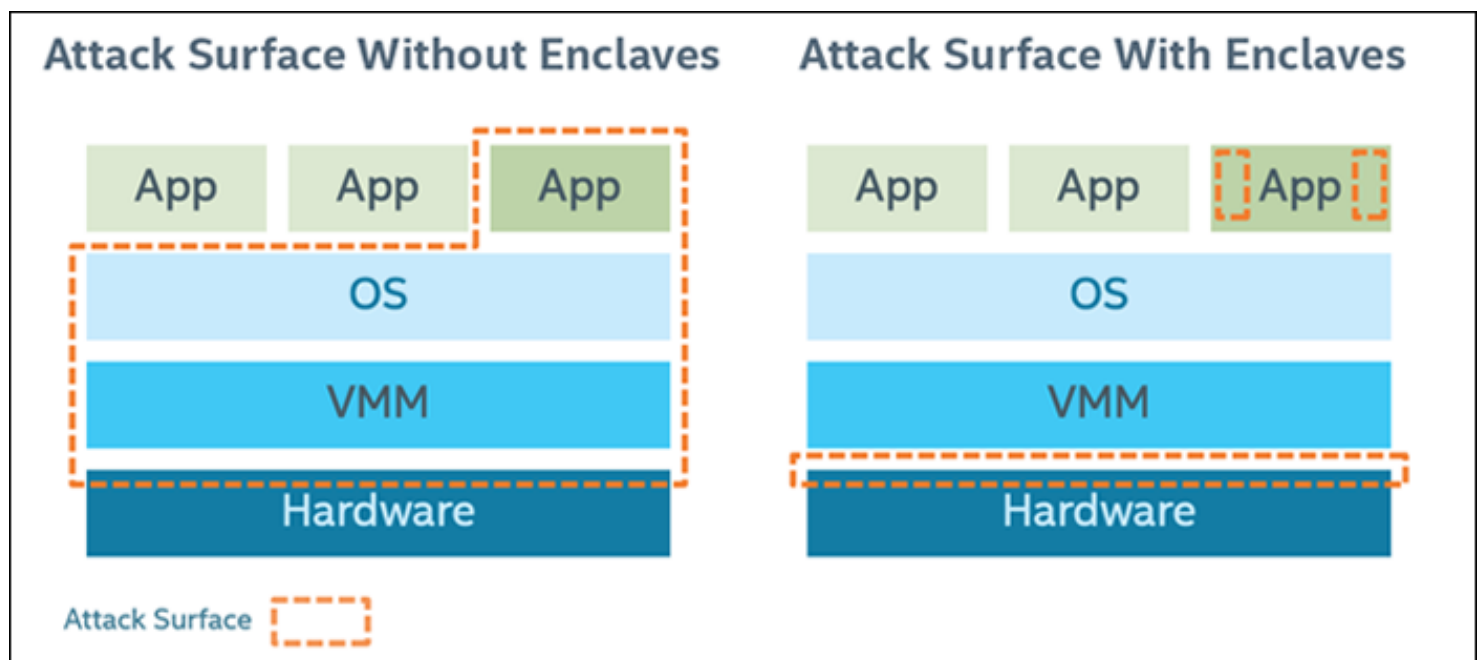 Attack Surface Without Enclaves
App App App
OS
VMM
Hardware
Attack Surface
Attack Surface With Enclaves
App App App
OS
VMM
Hardware